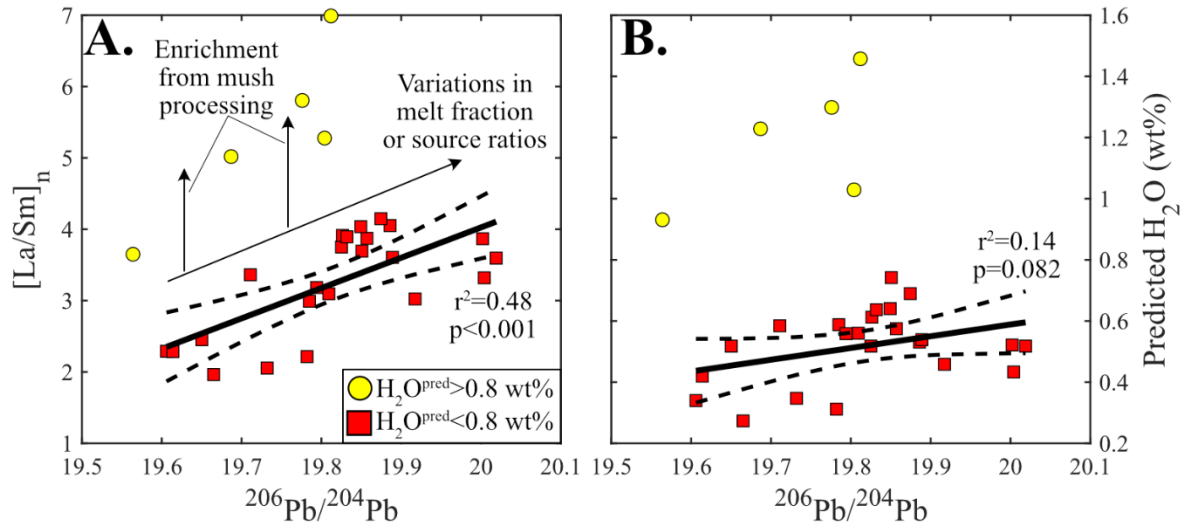 A.
Enrichment
from mush
processing
Variations in
melt fraction
or source ratios
r²=0.48
p<0.001
H₂Oᵖʳᵉᵈ>0.8 wt%
H₂Oᵖʳᵉᵈ<0.8 wt%
[La/Sm]ₙ
7
6
5
4
3
2
1
19.5 19.6 19.7 19.8 19.9 20 20.1
²⁰⁶Pb/²⁰⁴Pb
B.
r²=0.14
p=0.082
1.6
1.4
1.2
1
0.8
0.6
0.4
0.2
Predicted H₂O (wt%)
19.5 19.6 19.7 19.8 19.9 20 20.1
²⁰⁶Pb/²⁰⁴Pb